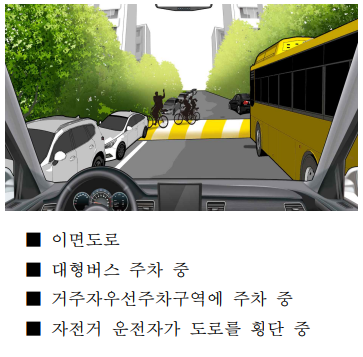 ■ 이면도로
■ 대형버스 주차 중
■ 거주자우선주차구역에 주차 중
■ 자전거 운전자가 도로를 횡단 중